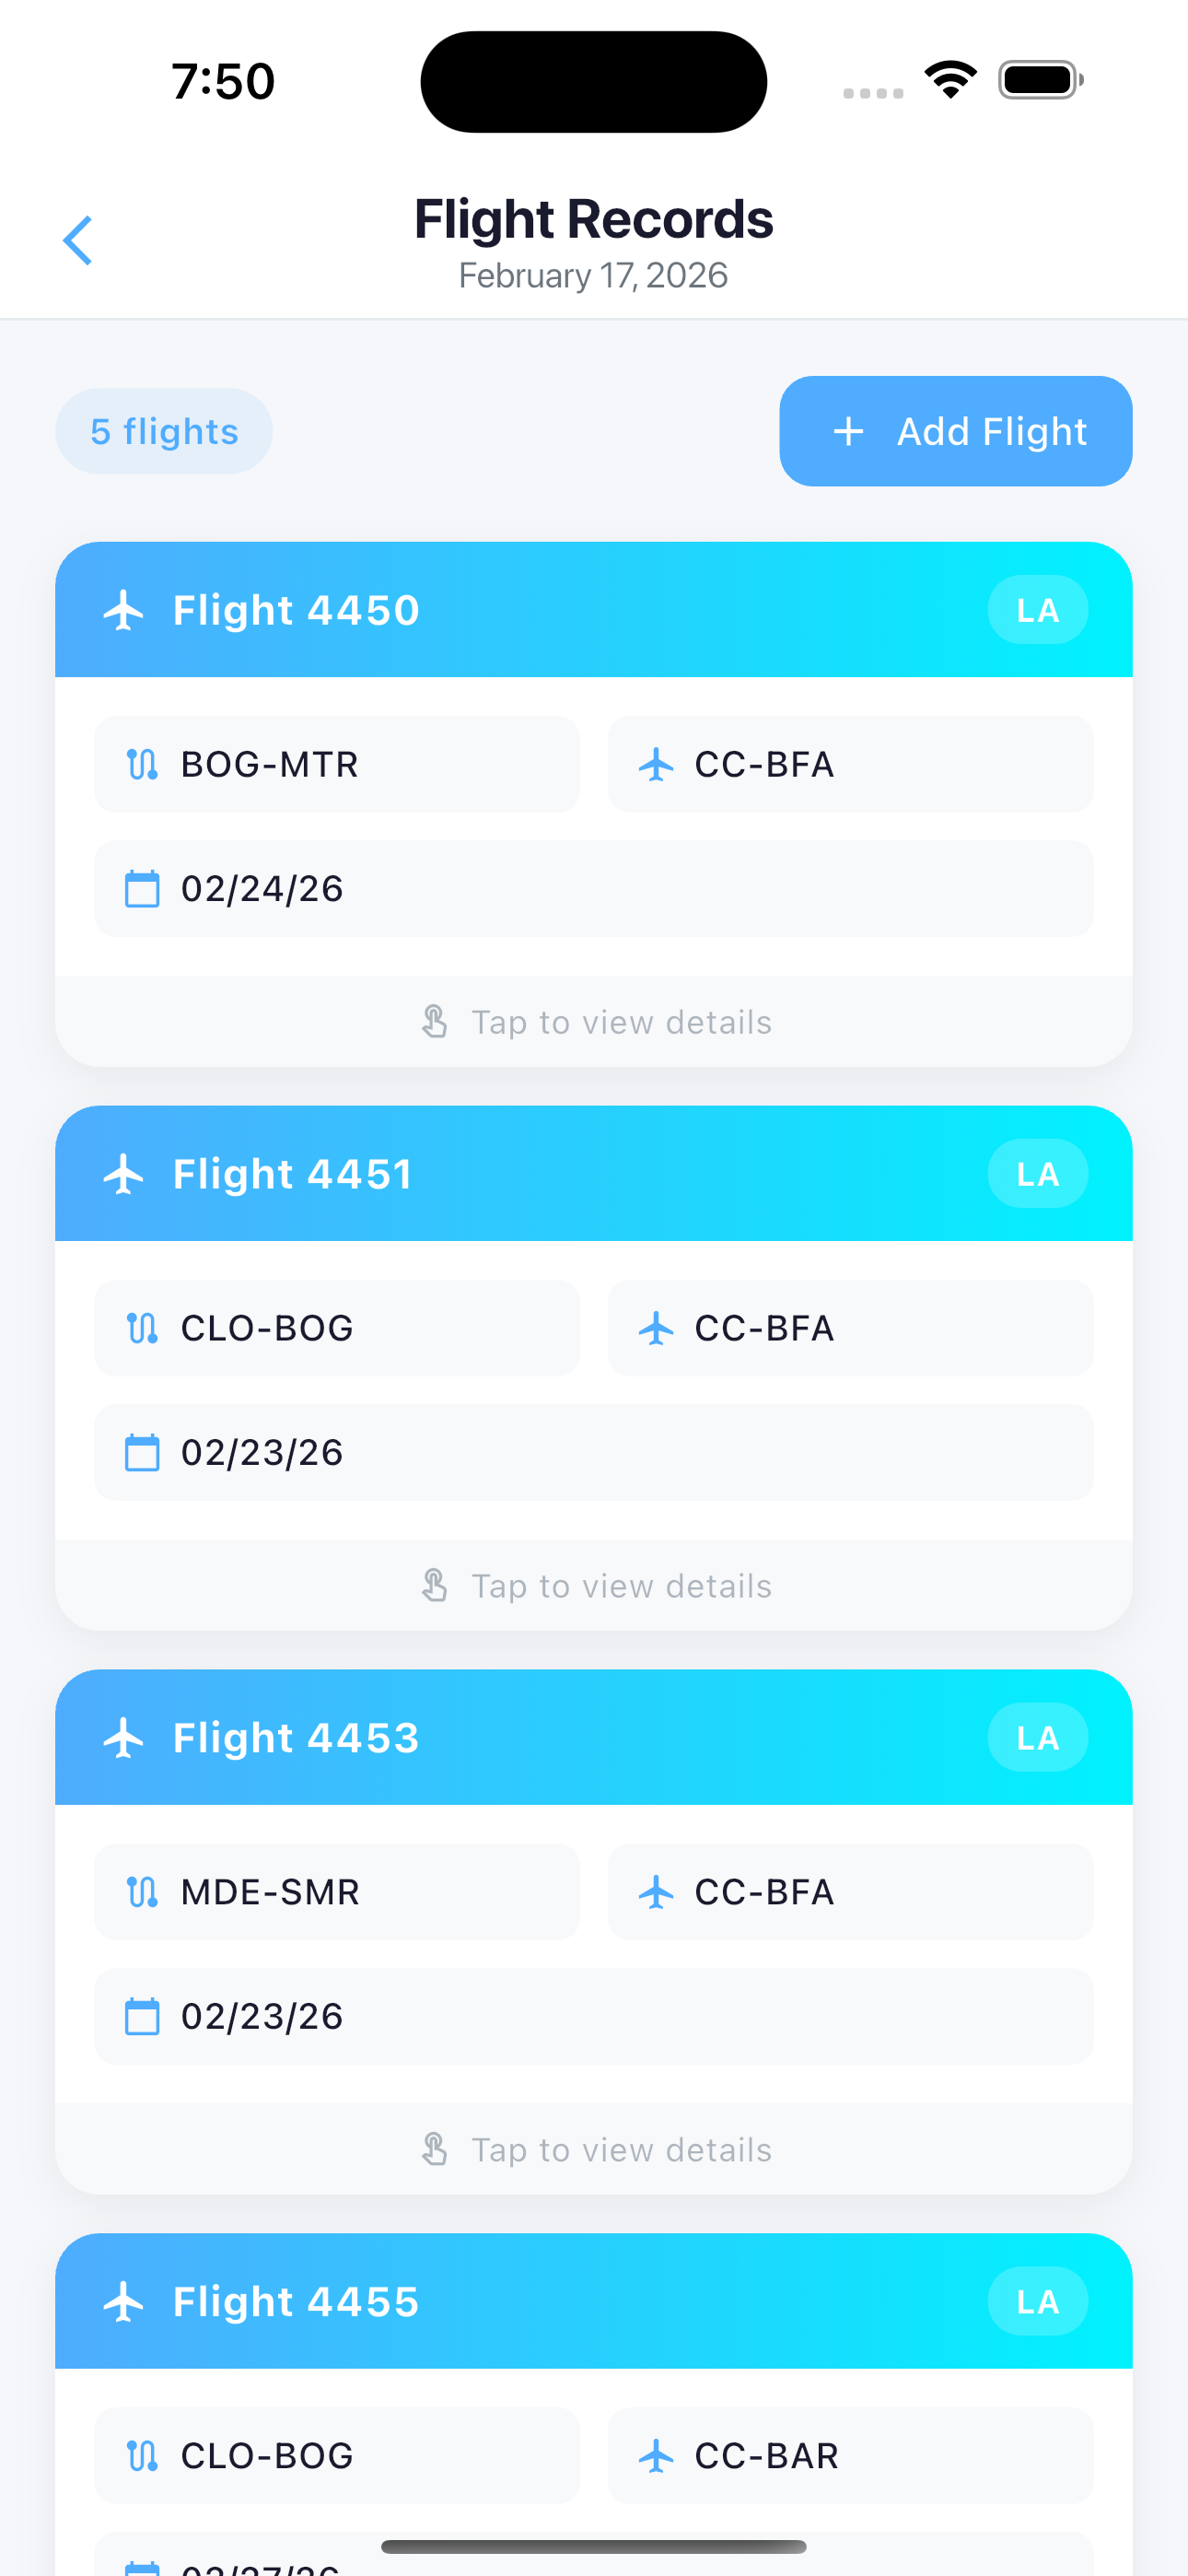 7:50
Flight Records
February 17, 2026
5 flights
+ Add Flight
Flight 4450 LA
BOG-MTR CC-BFA
02/24/26
Tap to view details
Flight 4451 LA
CLO-BOG CC-BFA
02/23/26
Tap to view details
Flight 4453 LA
MDE-SMR CC-BFA
02/23/26
Tap to view details
Flight 4455 LA
CLO-BOG CC-BAR